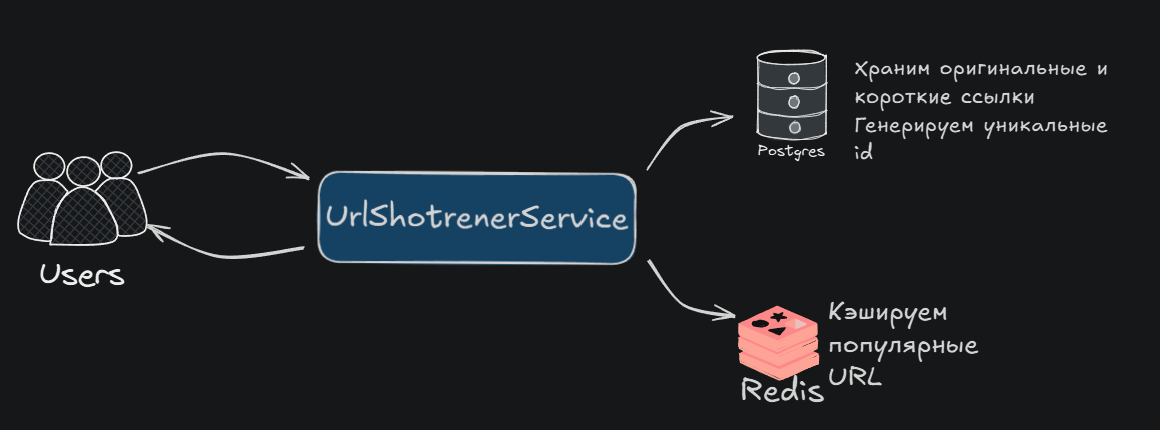 Users
UrlShotrenerService
Postgres
Храним оригинальные и
короткие ссылки
Генерируем уникальные
id
Redis
Кэшируем
популярные
URL